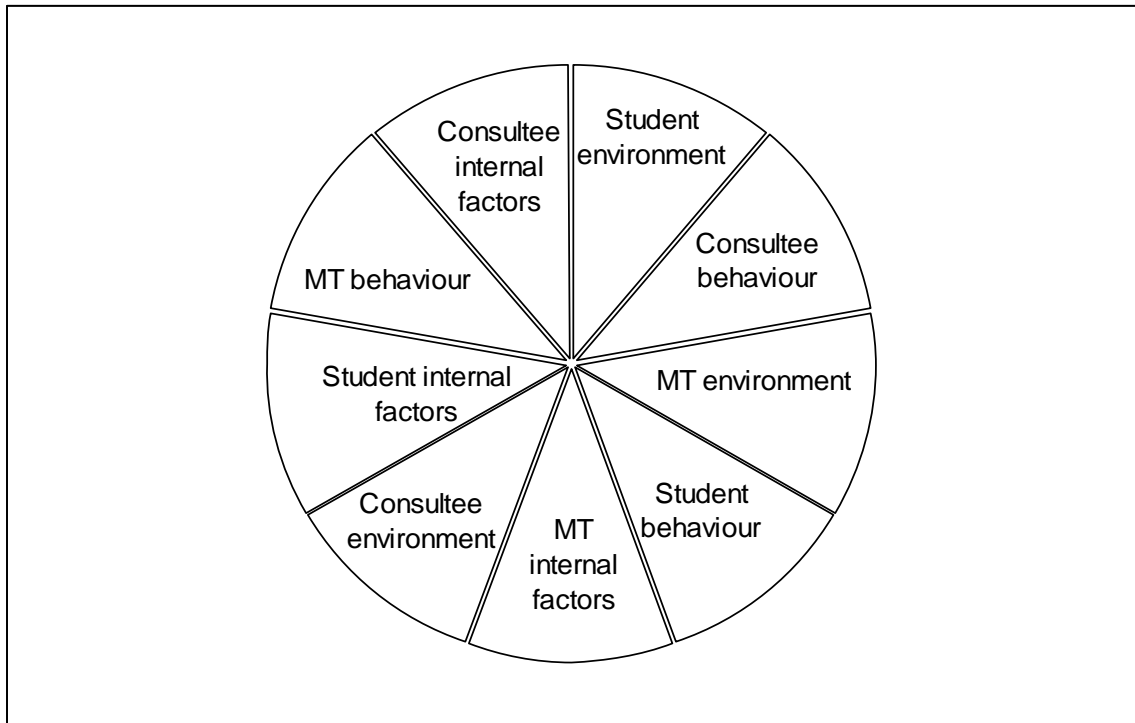 Student
environment
Consultee
behaviour
MT environment
Student
behaviour
MT
internal
factors
Consultee
environment
Student internal
factors
MT behaviour
Consultee
internal
factors